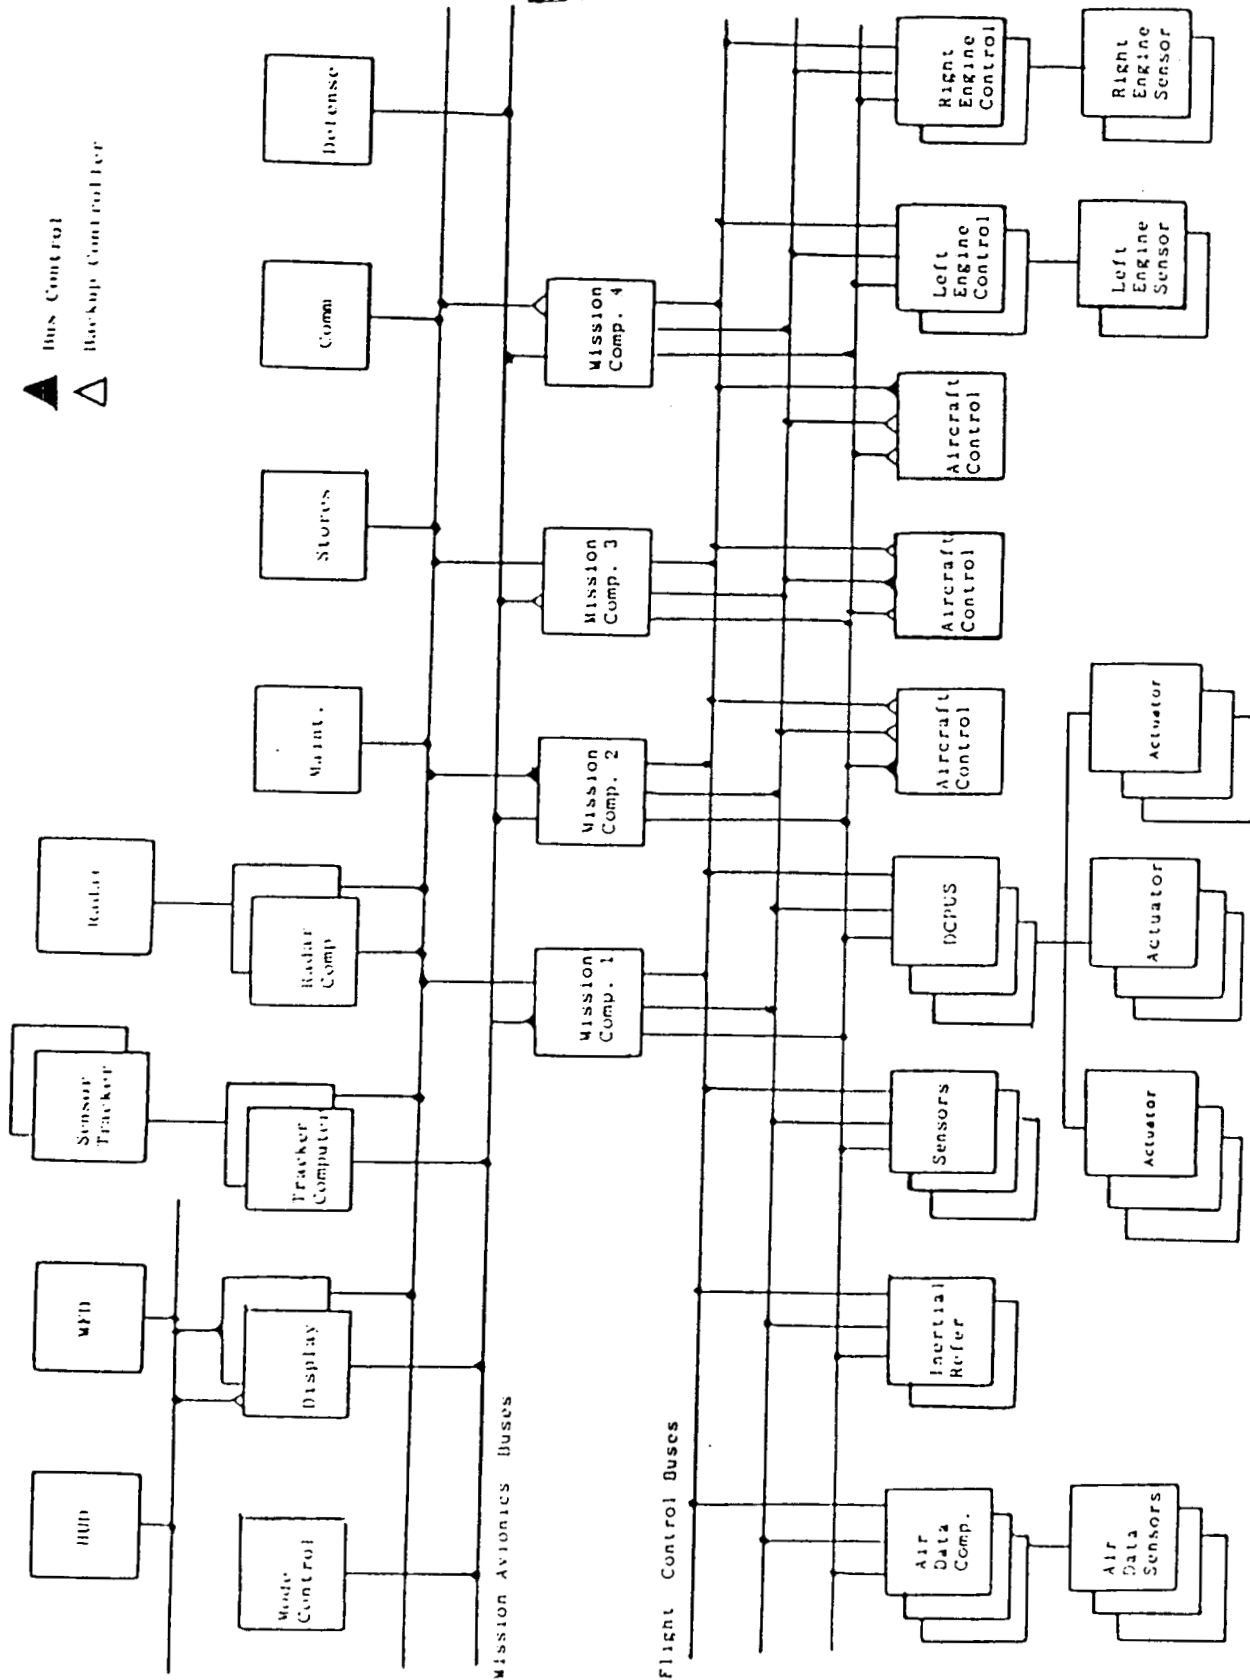 Bus Control
Backup Controller
HUD
MFD
Sensor
Tracker
Radar
Mode
Control
Display
Tracker
Computer
Radar
Comp
Maint.
Stores
Comm
Defense
Mission Avionics Buses
Mission
Comp. 1
Mission
Comp. 2
Mission
Comp. 3
Mission
Comp. 4
Flight Control Buses
Air
Data
Comp.
Inertial
Refer
Sensors
DCPUS
Aircraft
Control
Aircraft
Control
Aircraft
Control
Left
Engine
Control
Right
Engine
Control
Air
Data
Sensors
Actuator
Actuator
Actuator
Left
Engine
Sensor
Right
Engine
Sensor